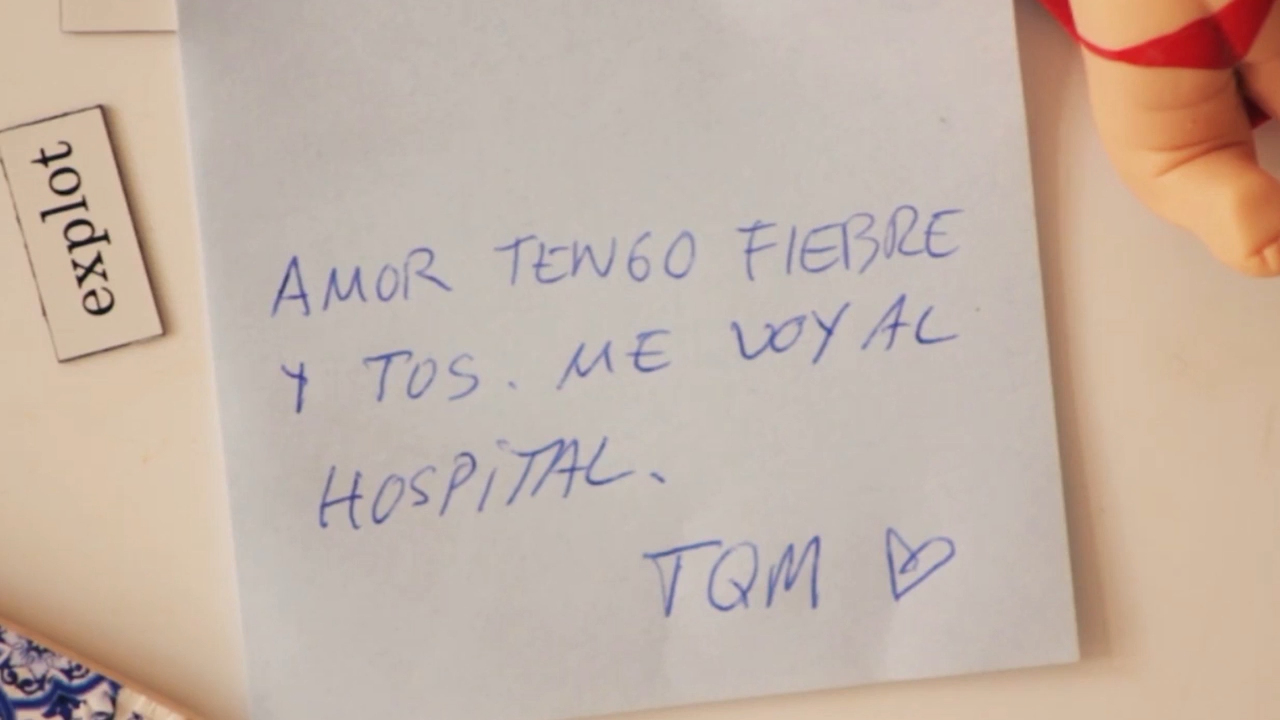 explot
AMOR TENGO FIEBRE
Y TOS. ME VOY AL
HOSPITAL.
TQM